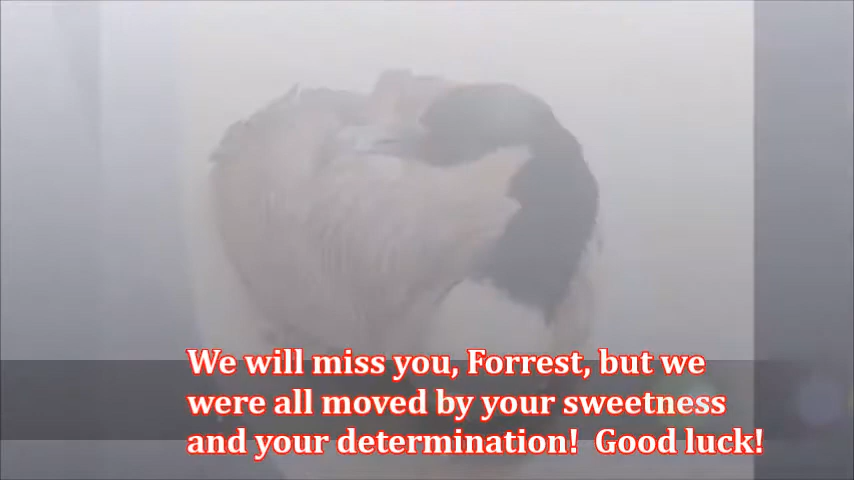 We will miss you, Forrest, but we
were all moved by your sweetness
and your determination!  Good luck!